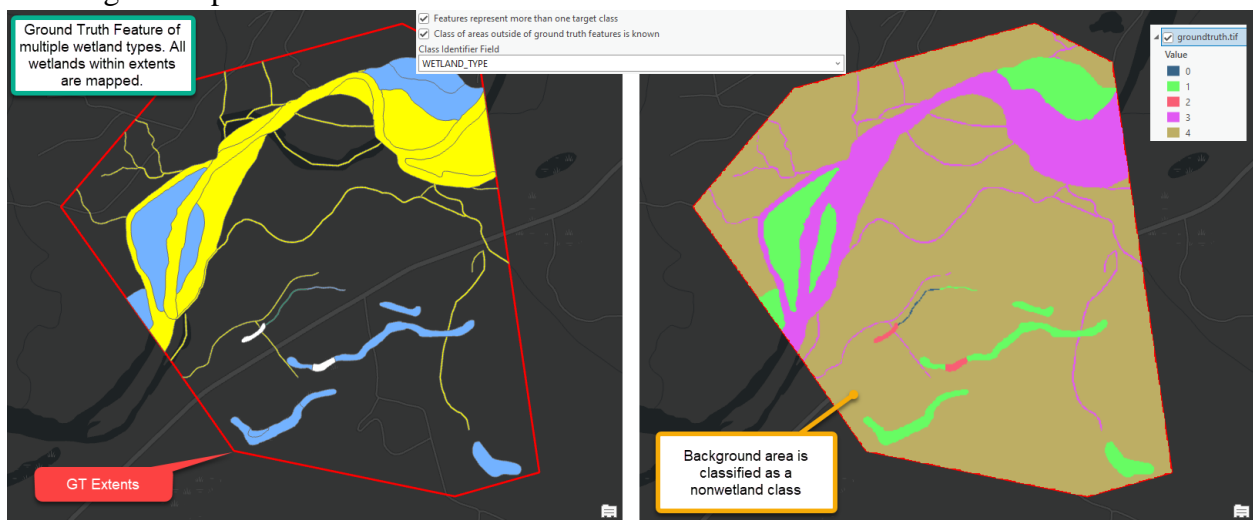 Ground Truth Feature of
multiple wetland types. All
wetlands within extents
are mapped.
Features represent more than one target class
Class of areas outside of ground truth features is known
Class Identifier Field
WETLAND_TYPE
GT Extents
groundtruth.tif
Value
0
1
2
3
4
Background area is
classified as a
nonwetland class